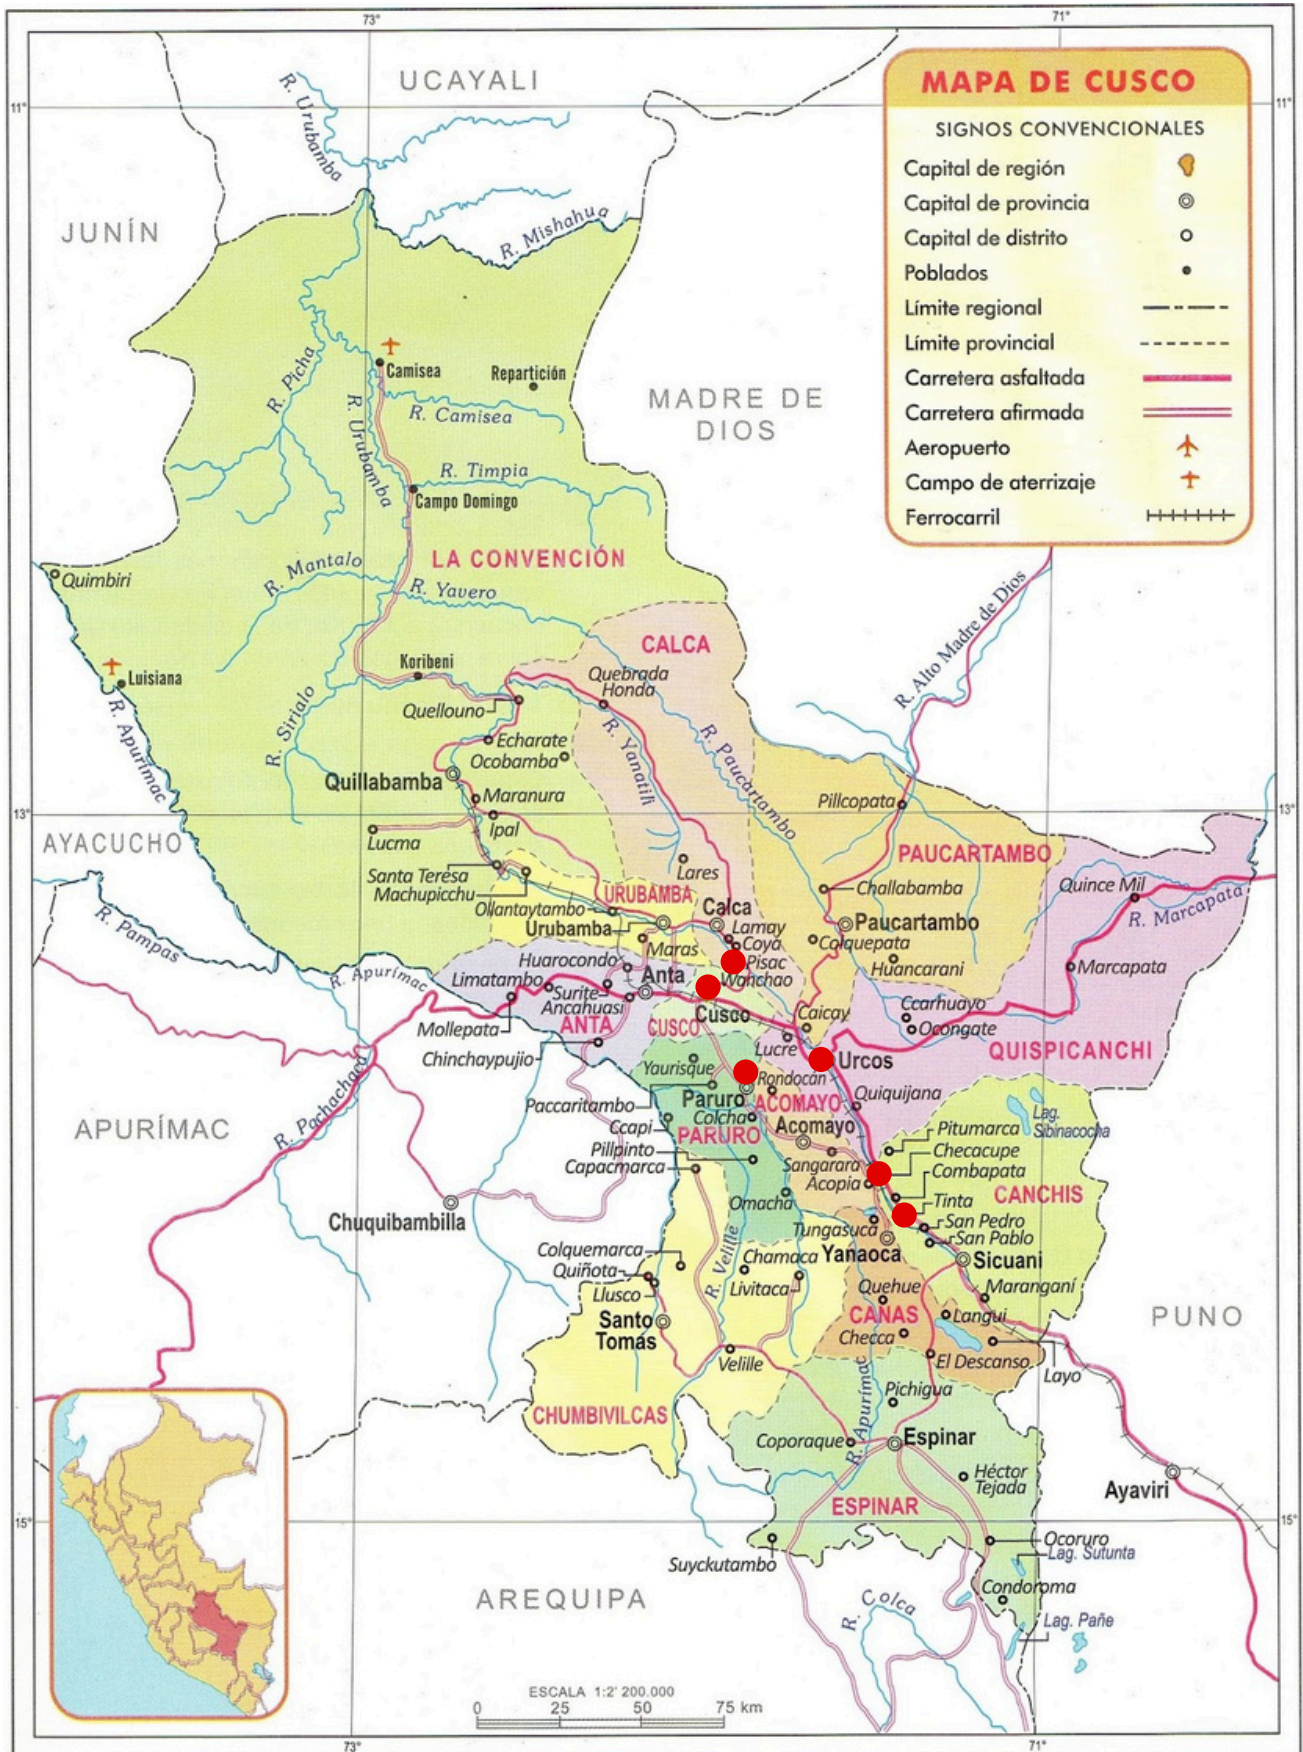 73°
71°
UCAYALI
R. Urubamba
MAPA DE CUSCO
SIGNOS CONVENCIONALES
Capital de región
Capital de provincia
Capital de distrito
Poblados
Límite regional
Límite provincial
Carretera asfaltada
Carretera afirmada
Aeropuerto
Campo de aterrizaje
Ferrocarril
11°
11°
JUNÍN
R. Mishahua
R. Picha
Camisea
Repartición
R. Camisea
R. Urubamba
MADRE DE
DIOS
R. Timpia
Campo Domingo
LA CONVENCIÓN
R. Mantalo
R. Yavero
Quimbiri
Luisiana
R. Apurímac
CALCA
Koribeni
Quebrada
Honda
Quellouno
R. Sirialo
R. Yanatili
R. Paucartambo
R. Alto Madre de Dios
Echarate
Ocobamba
Quillabamba
Maranura
Ipal
Lucma
Pillcopata
13°
13°
AYACUCHO
PAUCARTAMBO
Santa Teresa
Machupicchu
Lares
Challabamba
Quince Mil
R. Marcapata
URUBAMBA
Ollantaytambo
Urubamba
Calca
Lamay
Coya
Paucartambo
Colquepata
Maras
Huarocondo
Pisac
Huancarani
Marcapata
R. Pampas
R. Apurímac
Limatambo
Surite
Ancahuasi
Anta
Wanchao
Cusco
Mollepata
ANTA
CUSCO
Caicay
Ccarhuayo
Ocongate
Chinchaypujio
Lucre
Urcos
QUISPICANCHI
Yaurisque
Rondocán
Quiquijana
Paccaritambo
Paruro
ACOMAYO
Colcha
Acomayo
Ccapi
PARURO
APURÍMAC
R. Pachachaca
Lag.
Sibinacocha
Pitumarca
Checacupe
Combapata
Pillpinto
Capacmarca
Sangarara
Acopia
CANCHIS
Omacha
Tinta
Tungasuca
San Pedro
San Pablo
Chuquibambilla
Yanaoca
Sicuani
Colquemarca
Quiñota
Llusco
R. Velille
Chamaca
Livitaca
Quehue
Maranganí
PUNO
Santo
Tomás
CANAS
Langui
Checca
Velille
El Descanso
Layo
R. Apurímac
Pichigua
CHUMBIVILCAS
Coporaque
Espinar
Héctor
Tejada
Ayaviri
ESPINAR
15°
15°
Suyckutambo
Ocoruro
Lag. Sutunta
AREQUIPA
Condoroma
R. Colca
Lag. Pañe
ESCALA 1:2' 200.000
0 25 50 75 km
73°
71°